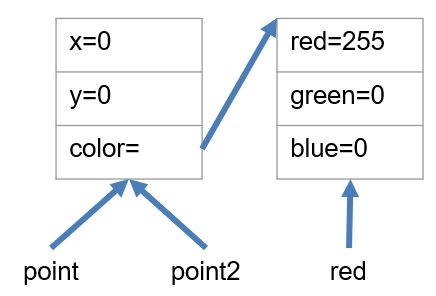 x=0
y=0
color=
red=255
green=0
blue=0
point
point2
red